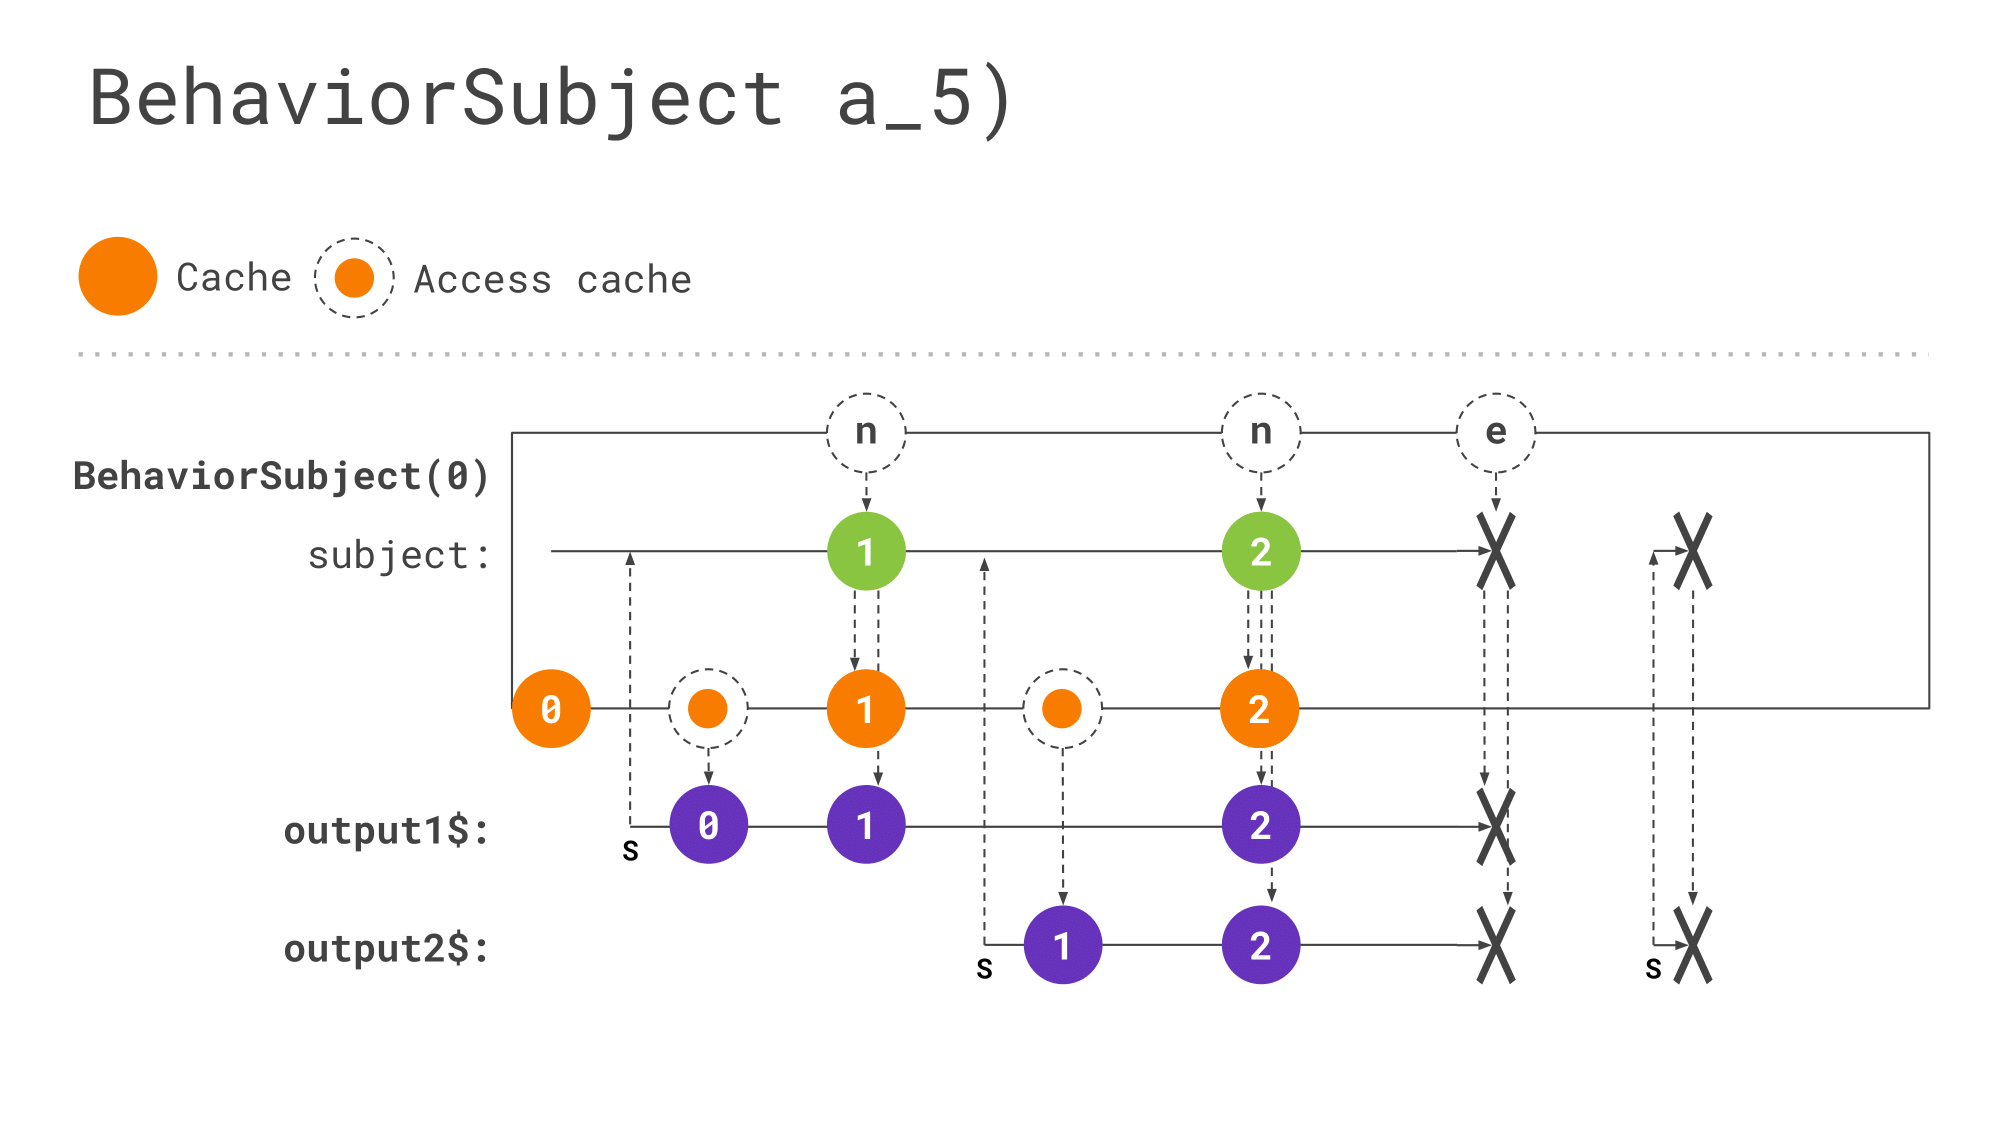 BehaviorSubject a_5)
Cache Access cache
n n e
BehaviorSubject(0)
subject: 1 2
0 1 2
output1$: 0 1 2
s
output2$: 1 2
s s